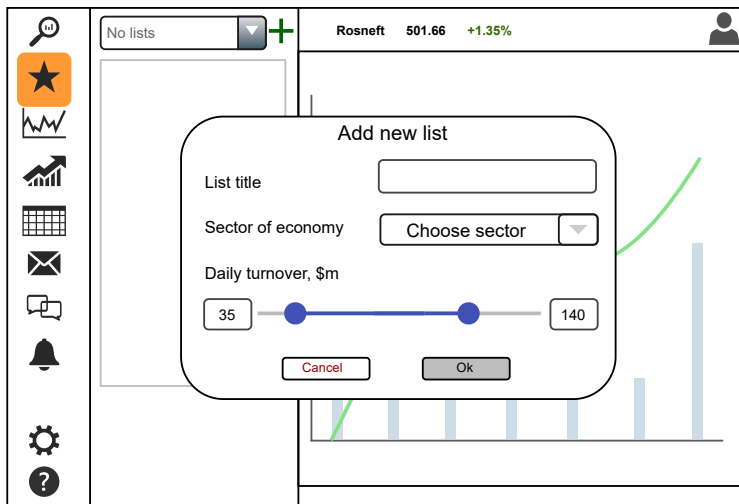 No lists
Rosneft 501.66 +1.35%
Add new list
List title
Sector of economy Choose sector
Daily turnover, $m
35 140
Cancel Ok
?